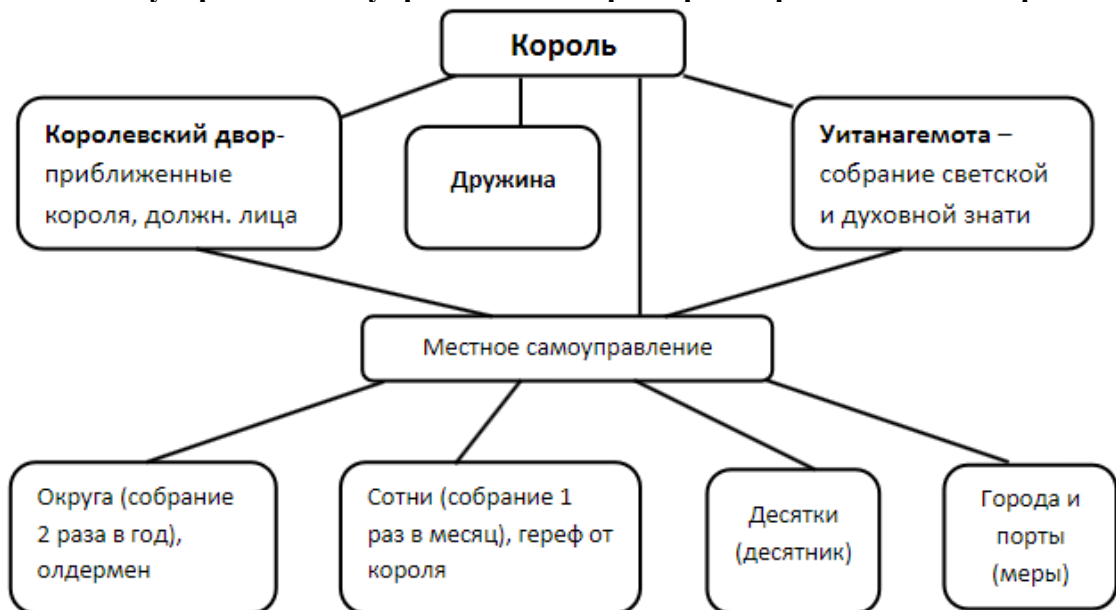 Король
Королевский двор-
приближенные
короля, должн. лица
Дружина
Уитанагемота –
собрание светской
и духовной знати
Местное самоуправление
Округа (собрание
2 раза в год),
олдермен
Сотни (собрание 1
раз в месяц), гереф от
короля
Десятки
(десятник)
Города и
порты
(меры)